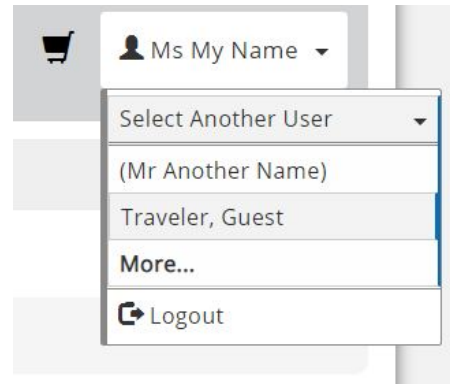 Ms My Name
Select Another User
(Mr Another Name)
Traveler, Guest
More...
Logout